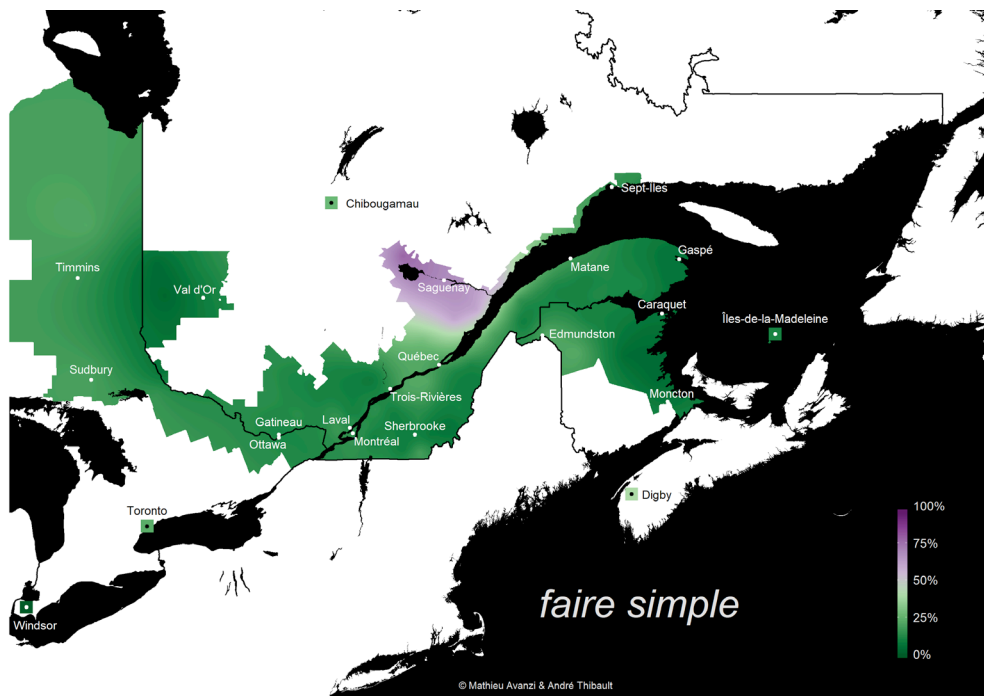 Sept-Iles
Chibougamau
Gaspé
Matane
Timmins
Saguenay
Val d'Or
Caraquet
Îles-de-la-Madeleine
Edmundston
Québec
Sudbury
Trois-Rivières
Moncton
Gatineau
Laval
Sherbrooke
Ottawa
Montréal
Digby
Toronto
100%
75%
50%
25%
0%
faire simple
Windsor
© Mathieu Avanzi & André Thibault